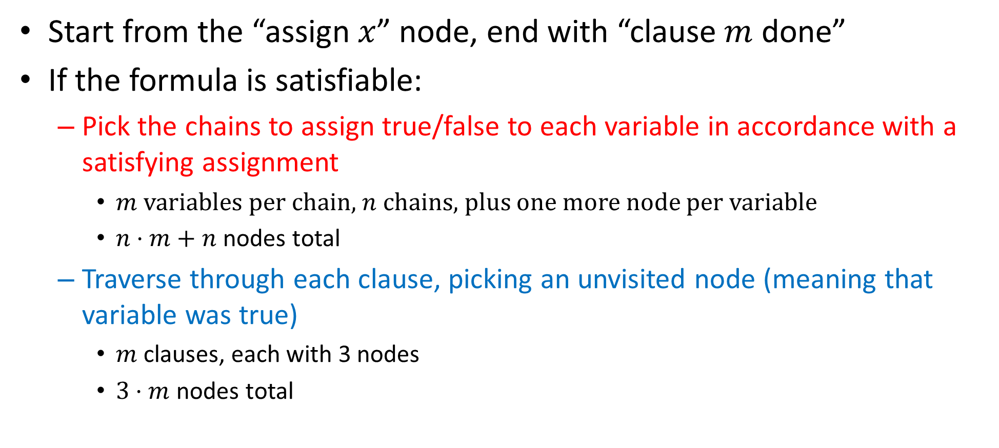 • Start from the “assign x” node, end with “clause m done”
• If the formula is satisfiable:
– Pick the chains to assign true/false to each variable in accordance with a
satisfying assignment
• m variables per chain, n chains, plus one more node per variable
• n · m + n nodes total
– Traverse through each clause, picking an unvisited node (meaning that
variable was true)
• m clauses, each with 3 nodes
• 3 · m nodes total